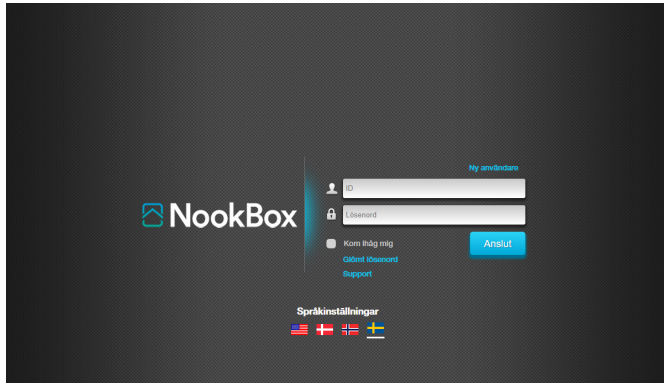 Ny användare
ID
NookBox
Lösenord
Kom Ihåg mig
Anslut
Glömt lösenord
Support
Språkinställningar